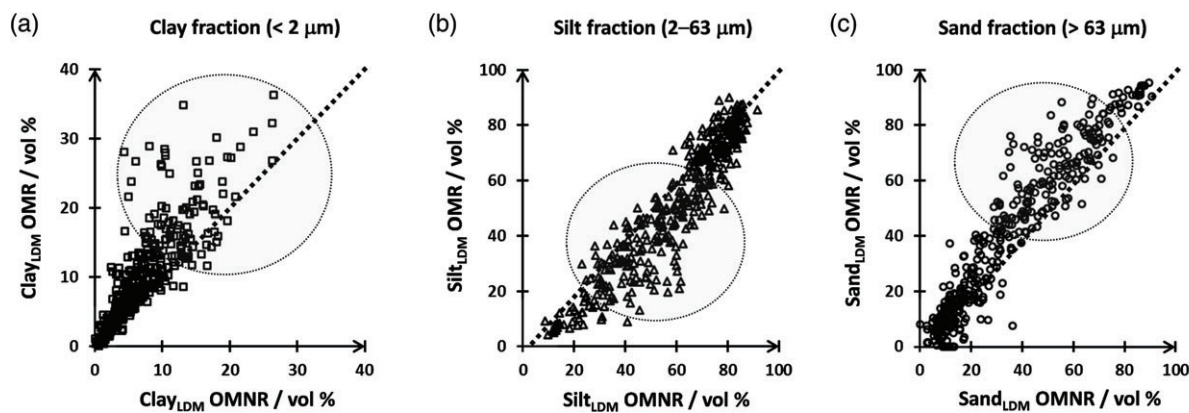 (a) Clay fraction (< 2 μm)
40
30
20
10
0
0 10 20 30 40
Clay_LDM OMR / vol %
Clay_LDM OMNR / vol %
(b) Silt fraction (2–63 μm)
100
80
60
40
20
0
0 20 40 60 80 100
Silt_LDM OMR / vol %
Silt_LDM OMNR / vol %
(c) Sand fraction (> 63 μm)
100
80
60
40
20
0
0 20 40 60 80 100
Sand_LDM OMR / vol %
Sand_LDM OMNR / vol %